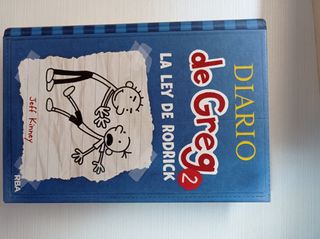 DIARIO
de Greg 2
LA LEY DE RODRICK
Jeff Kinney
RBA